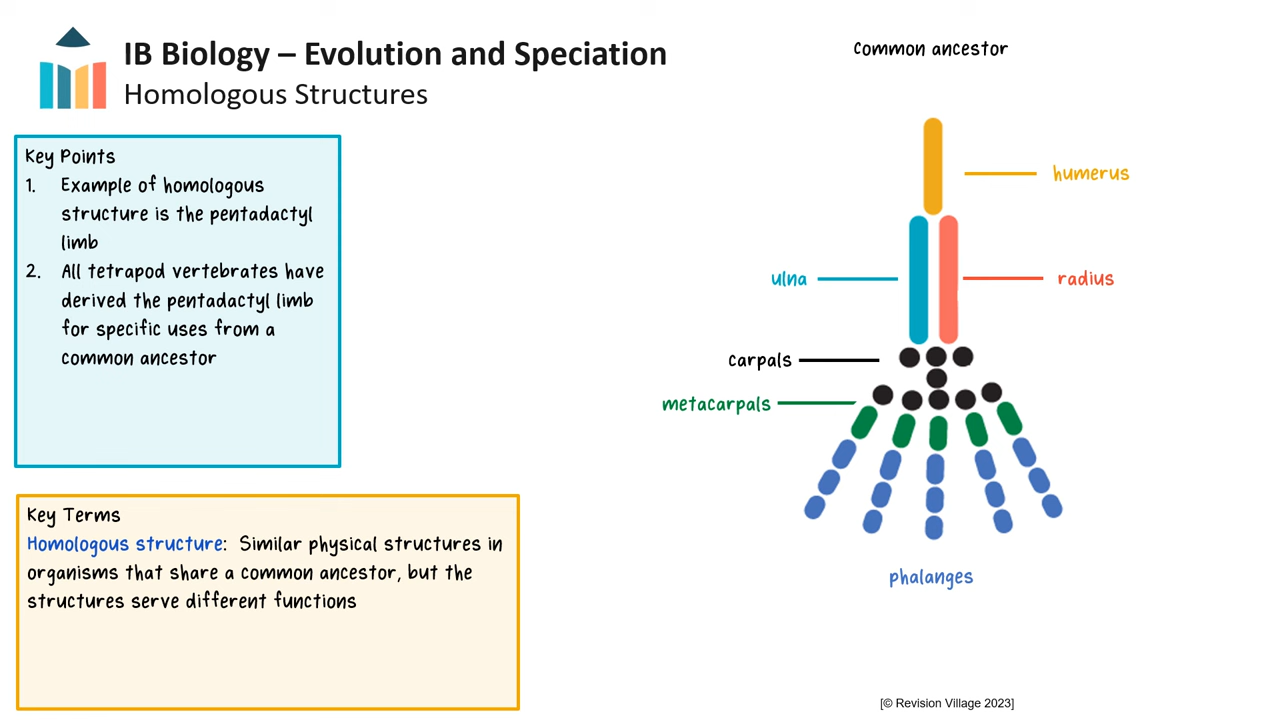 IB Biology – Evolution and Speciation
Homologous Structures
Key Points
1. Example of homologous
structure is the pentadactyl
limb
2. All tetrapod vertebrates have
derived the pentadactyl limb
for specific uses from a
common ancestor
Key Terms
Homologous structure: Similar physical structures in
organisms that share a common ancestor, but the
structures serve different functions
common ancestor
humerus
ulna
radius
carpals
metacarpals
phalanges
[© Revision Village 2023]